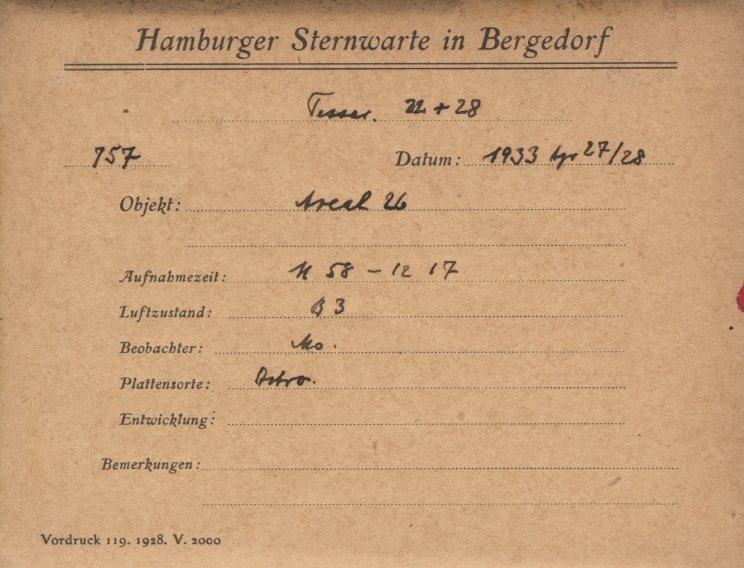 Hamburger Sternwarte in Bergedorf
Tessar. 22 + 28
757 Datum: 1933 Apr 27/28
Objekt: Areal 26
Aufnahmezeit: 11 58 - 12 17
Luftzustand: B 3
Beobachter: Mo.
Plattensorte: Astro.
Entwicklung:
Bemerkungen:
Vordruck 119. 1928. V. 2000